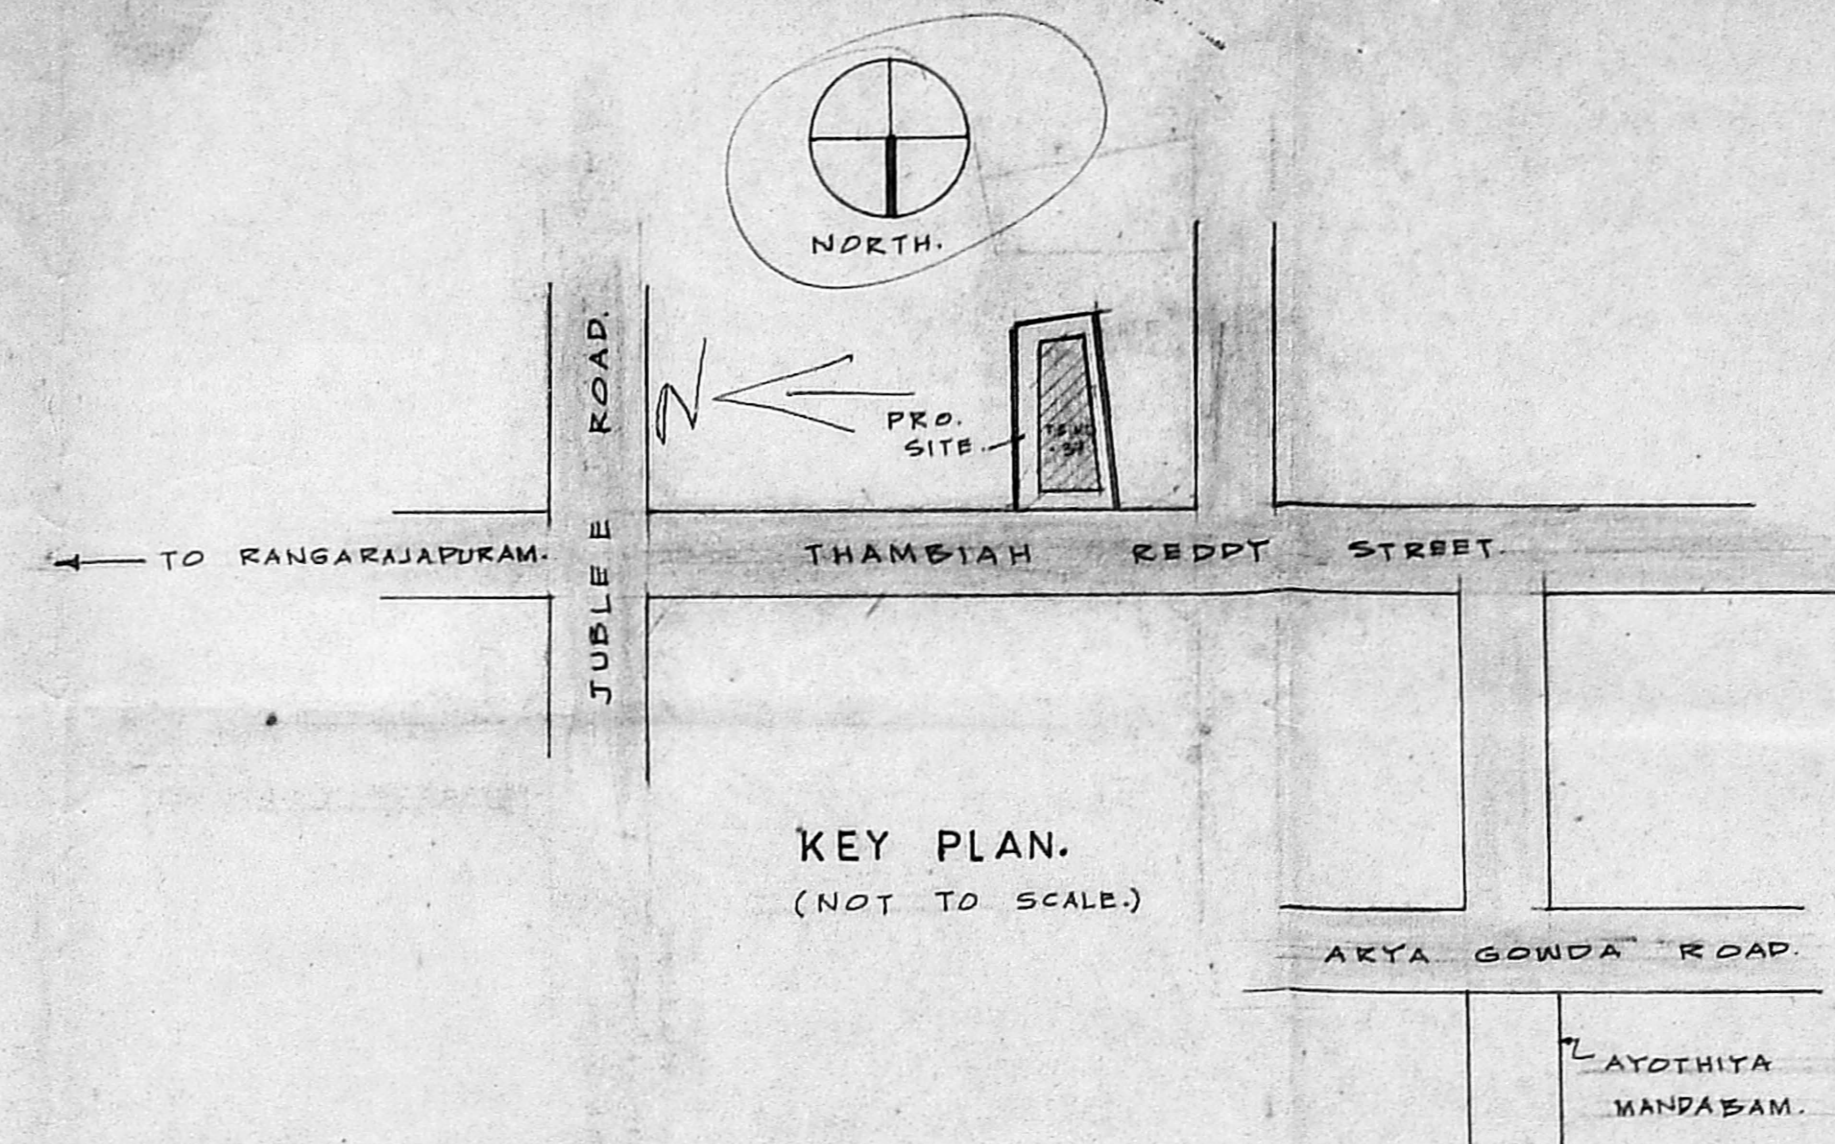 NORTH.
JUBLEE ROAD.
N
PRO.
SITE.
← TO RANGARAJAPURAM.
THAMBIAH REDDY STREET.
KEY PLAN.
(NOT TO SCALE.)
ARYA GOWDA ROAD.
AYOTHIYA
MANDABAM.